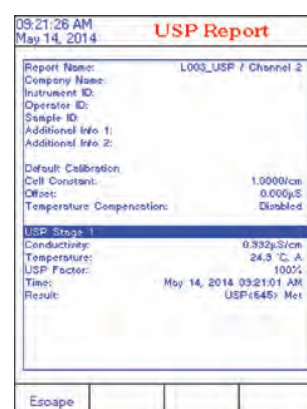 09:21:26 AM
May 14, 2014
USP Report
Report Name: L003_USP / Channel 2
Company Name:
Instrument ID:
Operator ID:
Sample ID:
Additional Info 1:
Additional Info 2:
Default Calibration
Cell Constant: 1.0000/cm
Offset: 0.000µS
Temperature Compensation: Disabled
USP Stage 1
Conductivity: 0.932µS/cm
Temperature: 24.9 °C, A
USP Factor: 100%
Time: May 14, 2014 09:21:01 AM
Result: USP<645> Met
Escape